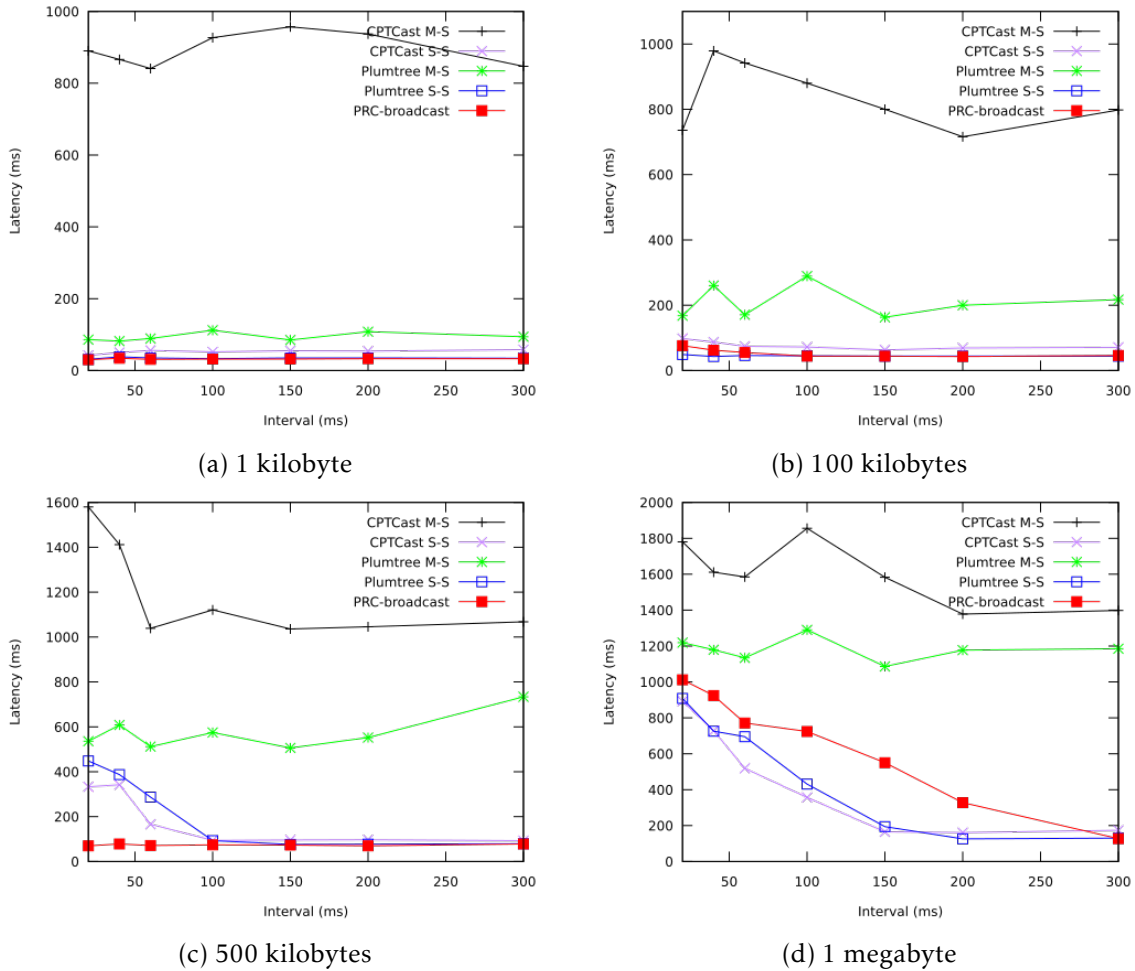 1000
800
600
400
200
0
Latency (ms)
50 100 150 200 250 300
Interval (ms)
CPTCast M-S
CPTCast S-S
Plumtree M-S
Plumtree S-S
PRC-broadcast
(a) 1 kilobyte
1000
800
600
400
200
0
Latency (ms)
50 100 150 200 250 300
Interval (ms)
CPTCast M-S
CPTCast S-S
Plumtree M-S
Plumtree S-S
PRC-broadcast
(b) 100 kilobytes
1600
1400
1200
1000
800
600
400
200
0
Latency (ms)
50 100 150 200 250 300
Interval (ms)
CPTCast M-S
CPTCast S-S
Plumtree M-S
Plumtree S-S
PRC-broadcast
(c) 500 kilobytes
2000
1800
1600
1400
1200
1000
800
600
400
200
0
Latency (ms)
50 100 150 200 250 300
Interval (ms)
CPTCast M-S
CPTCast S-S
Plumtree M-S
Plumtree S-S
PRC-broadcast
(d) 1 megabyte